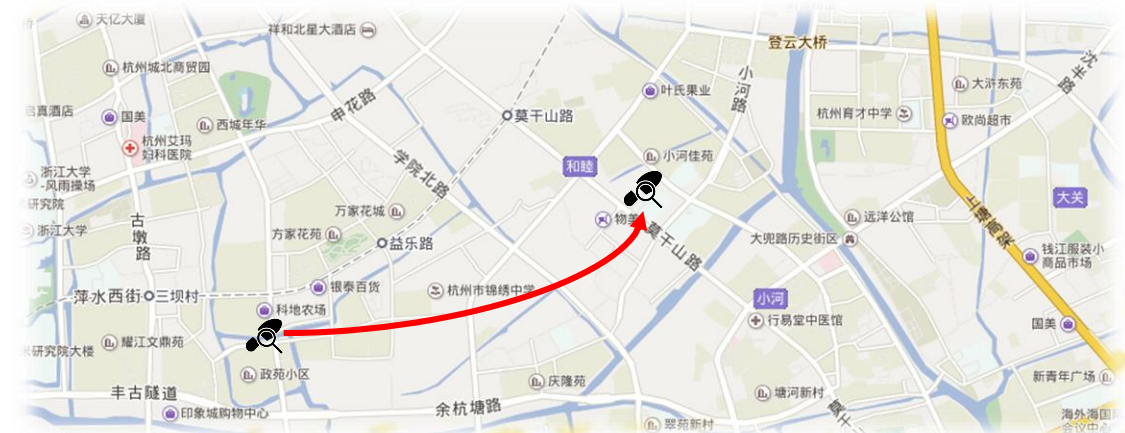 天亿大厦
祥和北星大酒店
登云大桥
沈半路
杭州城北商贸园
小河路
叶氏果业
大浒东苑
启真酒店
国美
申花路
莫干山路
杭州育才中学
欧尚超市
西城年华
杭州艾玛
妇科医院
学院北路
和睦
小河佳苑
浙江大学
-风雨操场
研究院
大关
万家花城
物美
远洋公馆
古墩路
浙江大学
方家花苑
益乐路
莫干山路
大兜路历史街区
上塘高架
钱江服装小
商品市场
银泰百货
杭州市锦绣中学
萍水西街
三坝村
小河
科地农场
行易堂中医馆
国美
耀江文鼎苑
研究院大楼
政苑小区
庆隆苑
新青年广场
丰古隧道
塘河新村
印象城购物中心
余杭塘路
莫干
翠苑新村
海外海国
会议中心